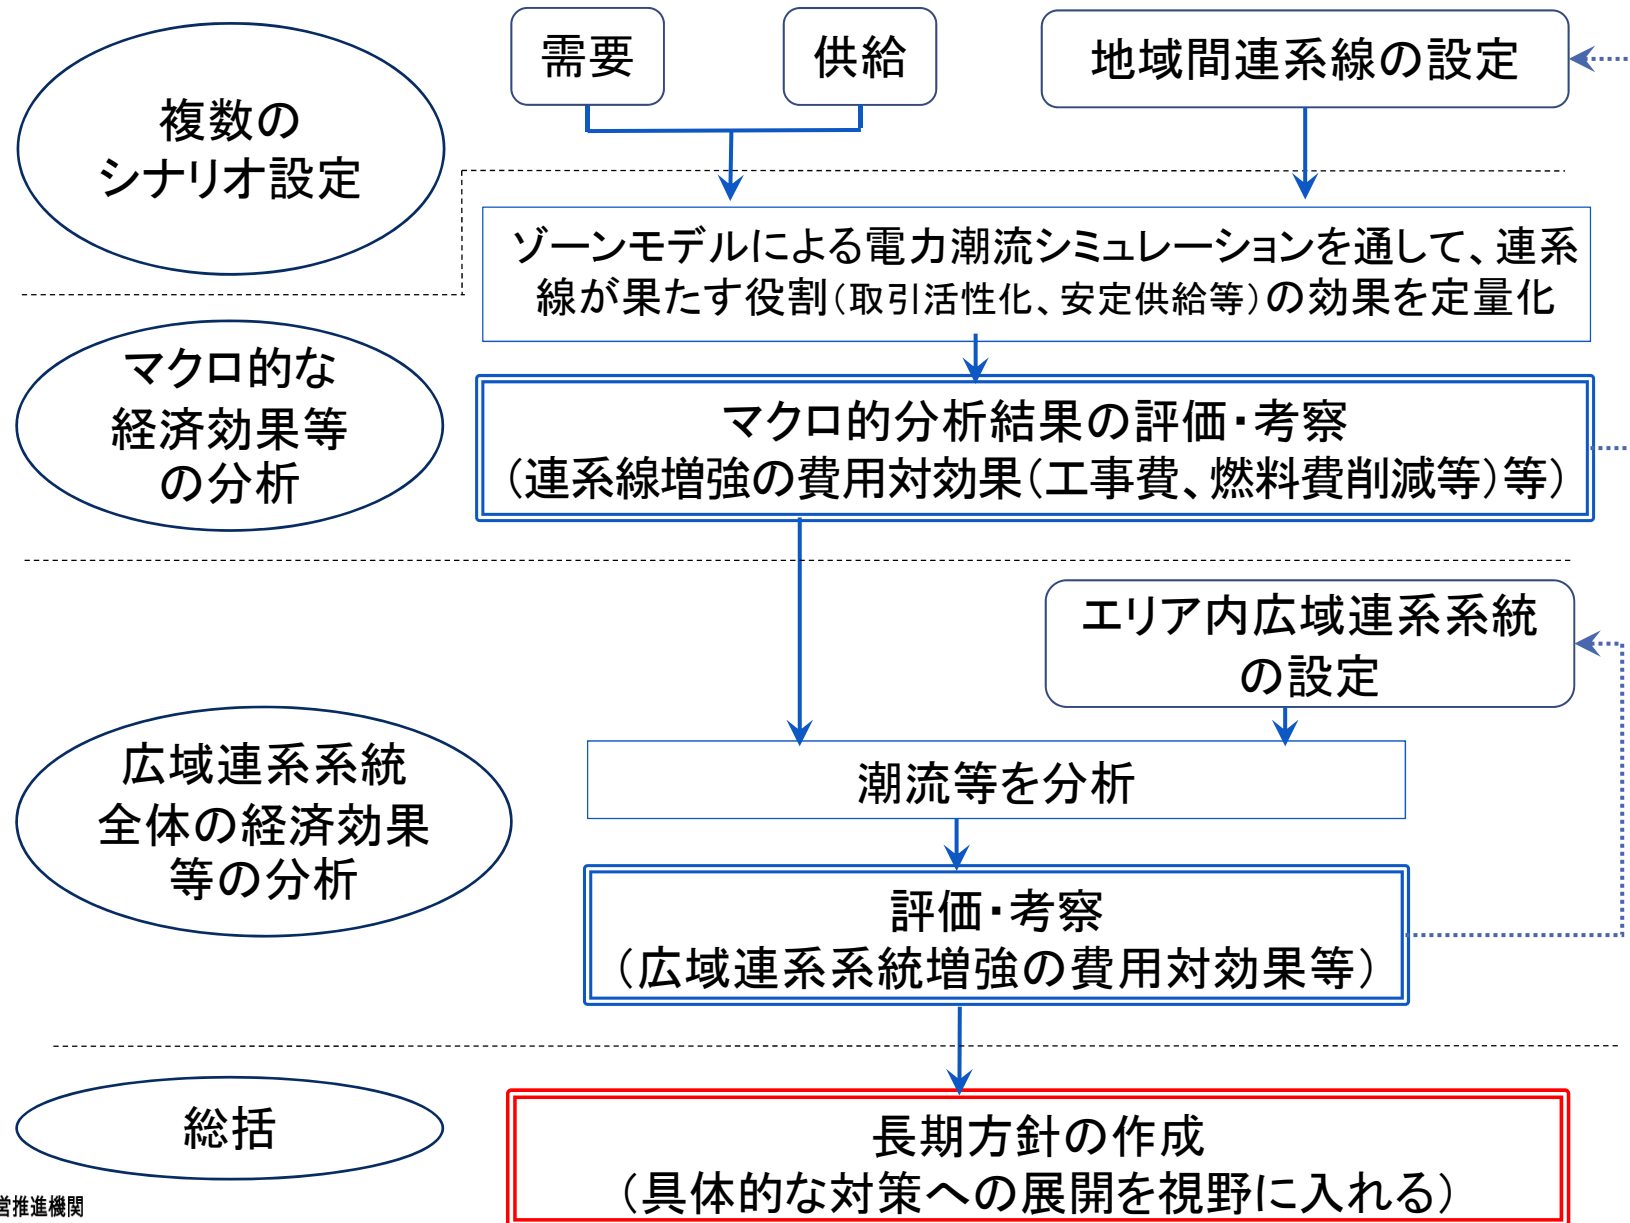 需要
供給
地域間連系線の設定
複数の
シナリオ設定
ゾーンモデルによる電力潮流シミュレーションを通して、連系
線が果たす役割（取引活性化、安定供給等）の効果を定量化
マクロ的な
経済効果等
の分析
マクロ的分析結果の評価・考察
（連系線増強の費用対効果（工事費、燃料費削減等）等）
エリア内広域連系系統
の設定
広域連系系統
全体の経済効果
等の分析
潮流等を分析
評価・考察
（広域連系系統増強の費用対効果等）
総括
長期方針の作成
（具体的な対策への展開を視野に入れる）
営推進機関